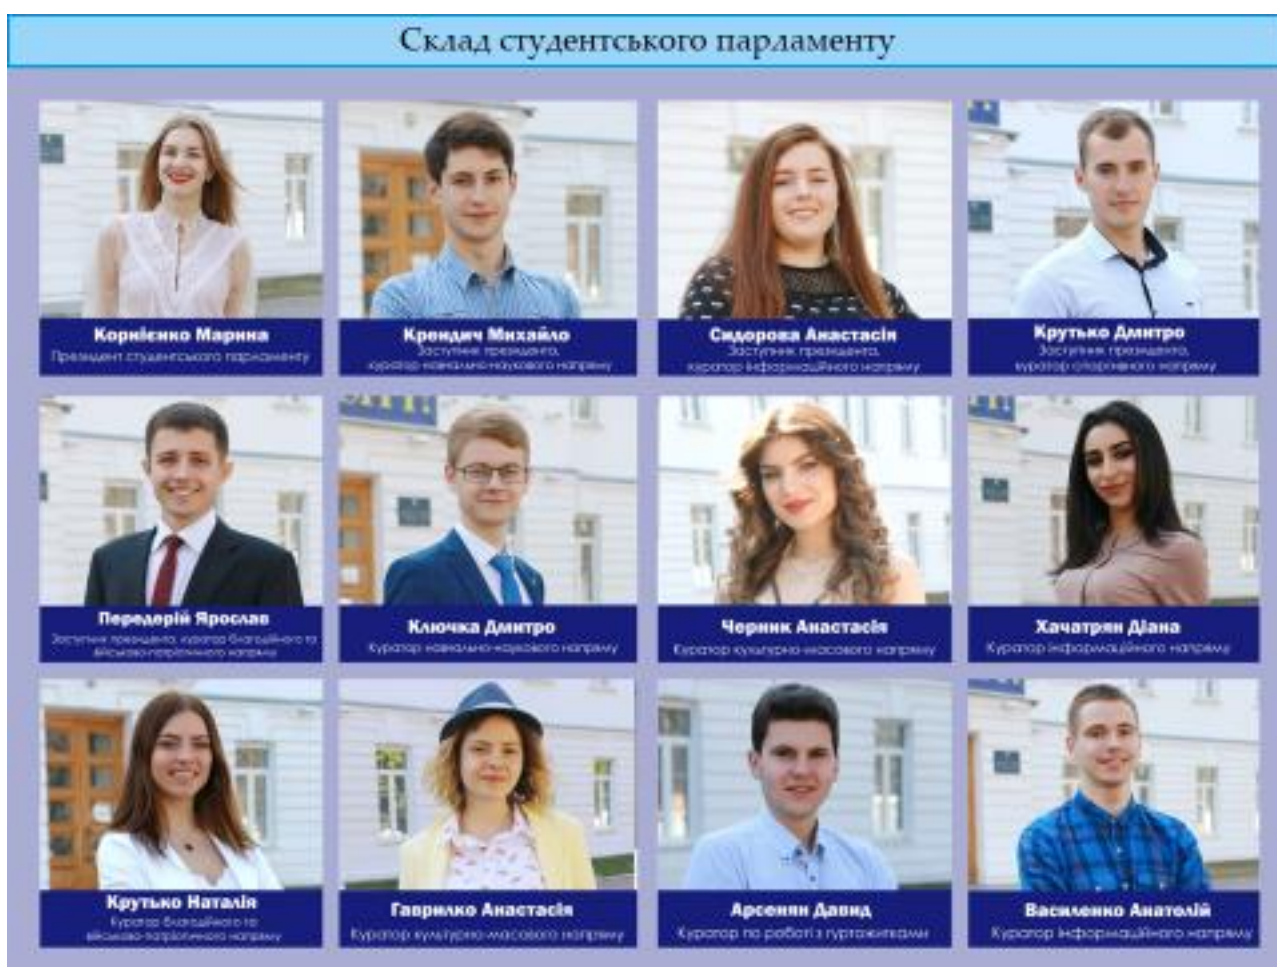 Склад студентського парламенту
Корнієнко Марина
Президент студентського парламенту
Крендич Михайло
Заступник президента,
куратор навчально-наукового напряму
Сидорова Анастасія
Заступник президента,
куратор інформаційного напряму
Крутько Дмитро
Заступник президента,
куратор спортивного напряму
Передерій Ярослав
Заступник президента, куратор благодійного та
військово-патріотичного напряму
Ключка Дмитро
Куратор навчально-наукового напряму
Черник Анастасія
Куратор культурно-масового напряму
Хачатрян Діана
Куратор інформаційного напряму
Крутько Наталія
Куратор благодійного та
військово-патріотичного напряму
Гаврилко Анастасія
Куратор культурно-масового напряму
Арсенян Давид
Куратор по роботі з гуртожитками
Василенко Анатолій
Куратор інформаційного напряму